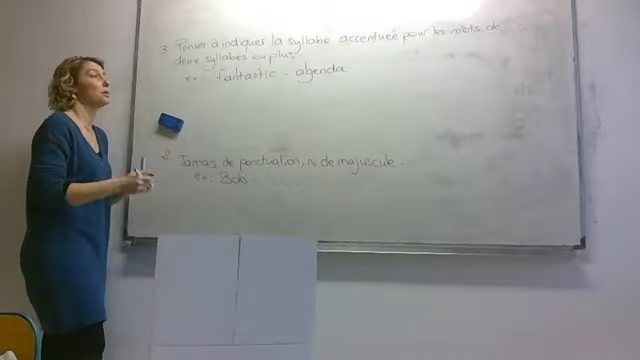 3 Penser à indiquer la syllabe accentuée pour les mots de
deux syllabes ou plus
ex : fantastic - agenda
2 Jamais de ponctuation, ni de majuscule.
ex : Bob